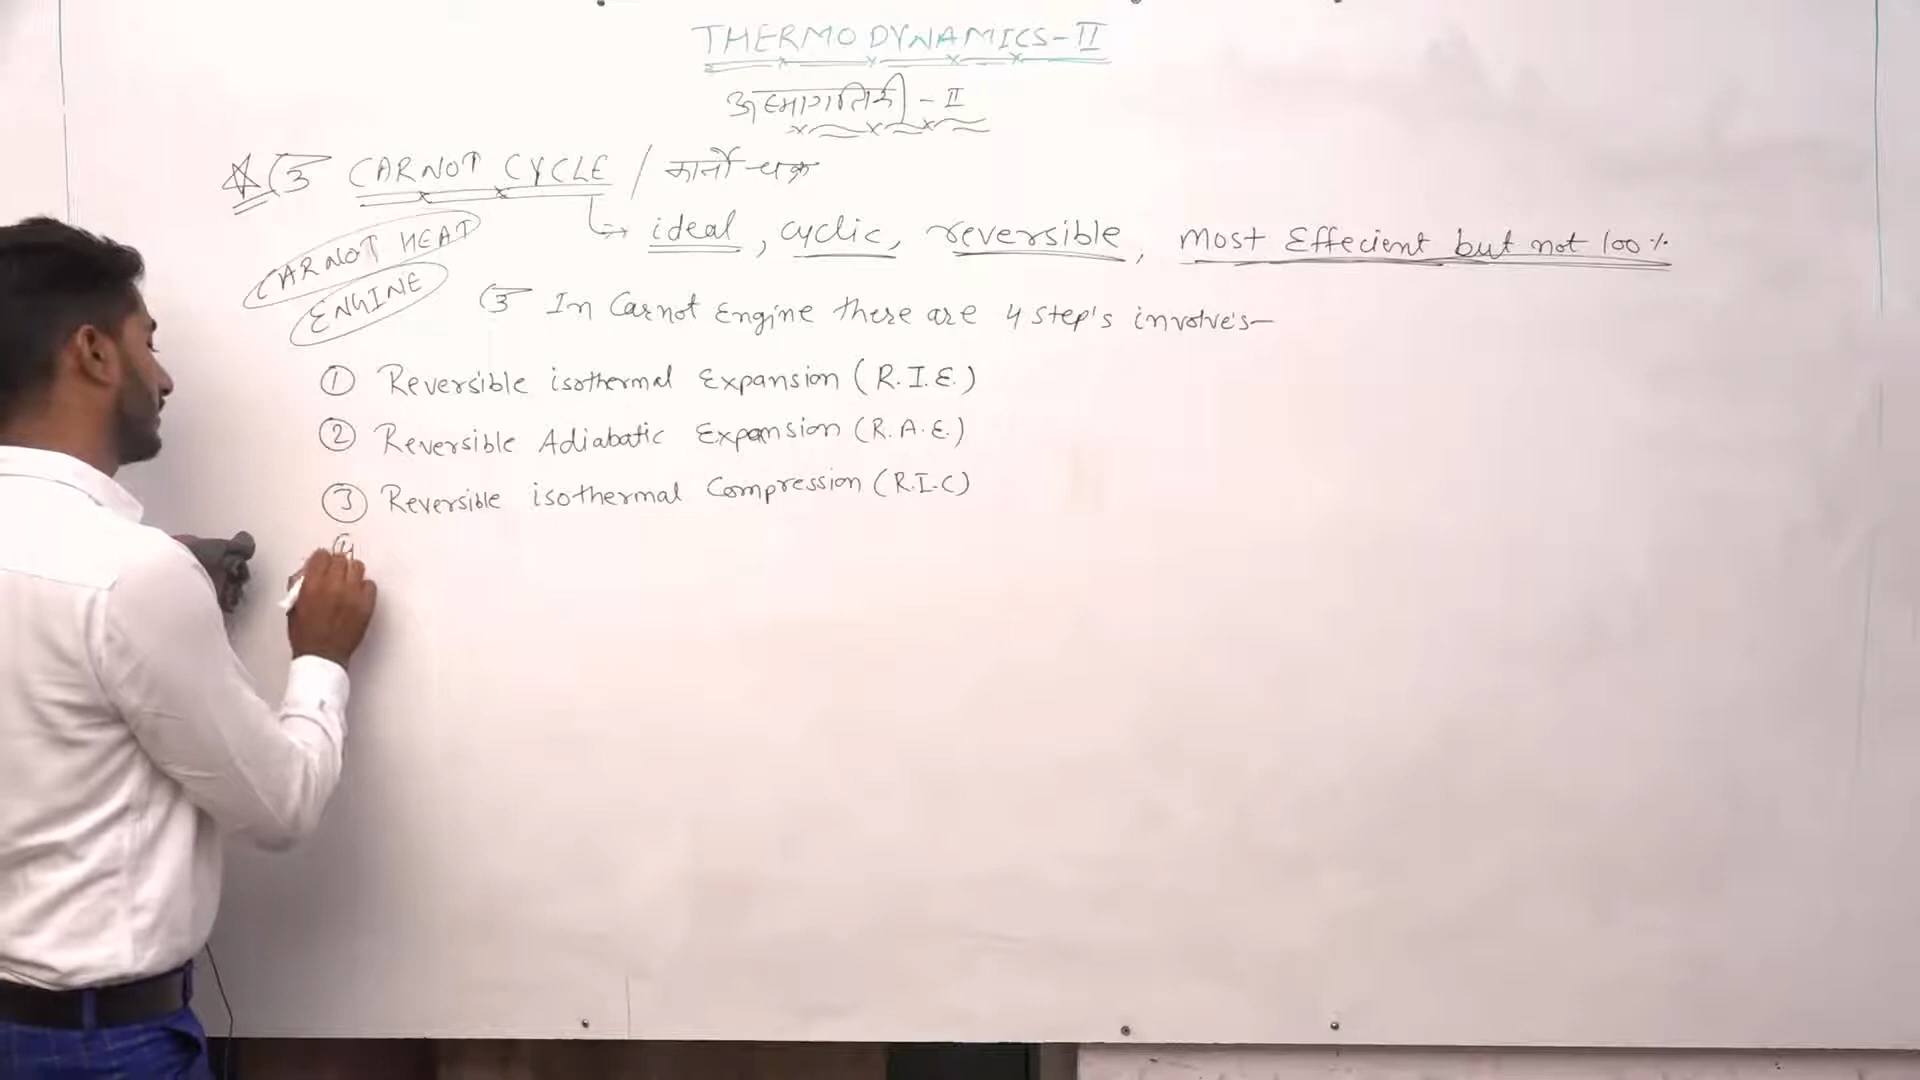 THERMODYNAMICS-II
ऊष्मागतिकी - II
CARNOT CYCLE / कार्नो चक्र
ideal, cyclic, reversible, most Effecient but not 100%
CARNOT HEAT
ENGINE
In Carnot Engine there are 4 step's involve's—
① Reversible isothermal Expansion (R.I.E.)
② Reversible Adiabatic Expansion (R.A.E.)
③ Reversible isothermal Compression (R.I.C)
④